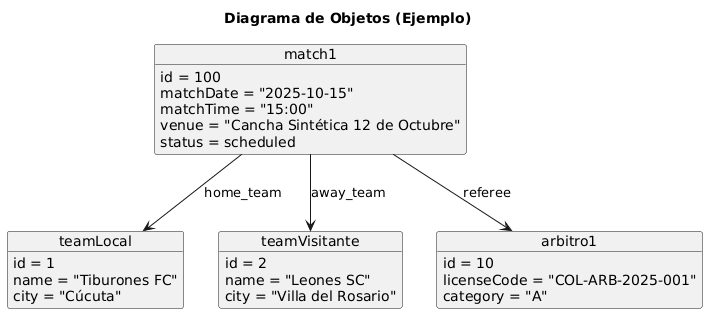 Diagrama de Objetos (Ejemplo)
match1
id = 100
matchDate = "2025-10-15"
matchTime = "15:00"
venue = "Cancha Sintética 12 de Octubre"
status = scheduled
home_team
away_team
referee
teamLocal
id = 1
name = "Tiburones FC"
city = "Cúcuta"
teamVisitante
id = 2
name = "Leones SC"
city = "Villa del Rosario"
arbitro1
id = 10
licenseCode = "COL-ARB-2025-001"
category = "A"